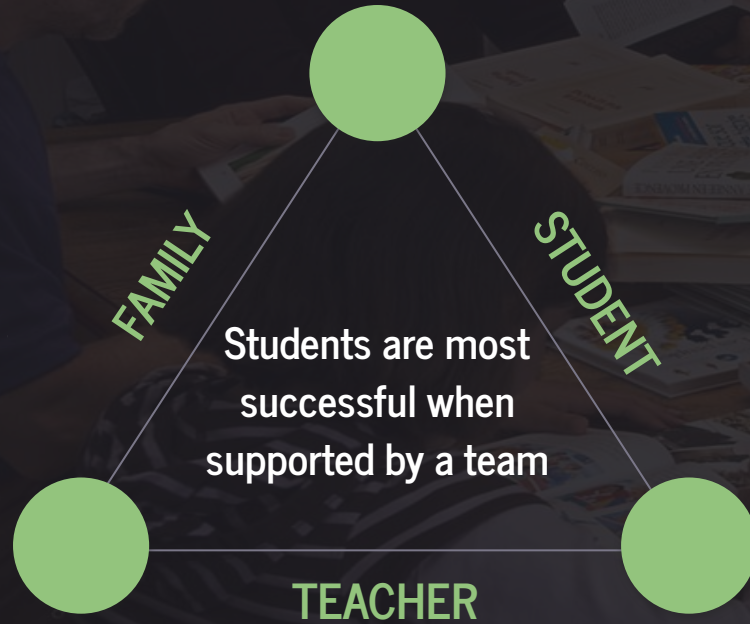 FAMILY
STUDENT
Students are most
successful when
supported by a team
TEACHER